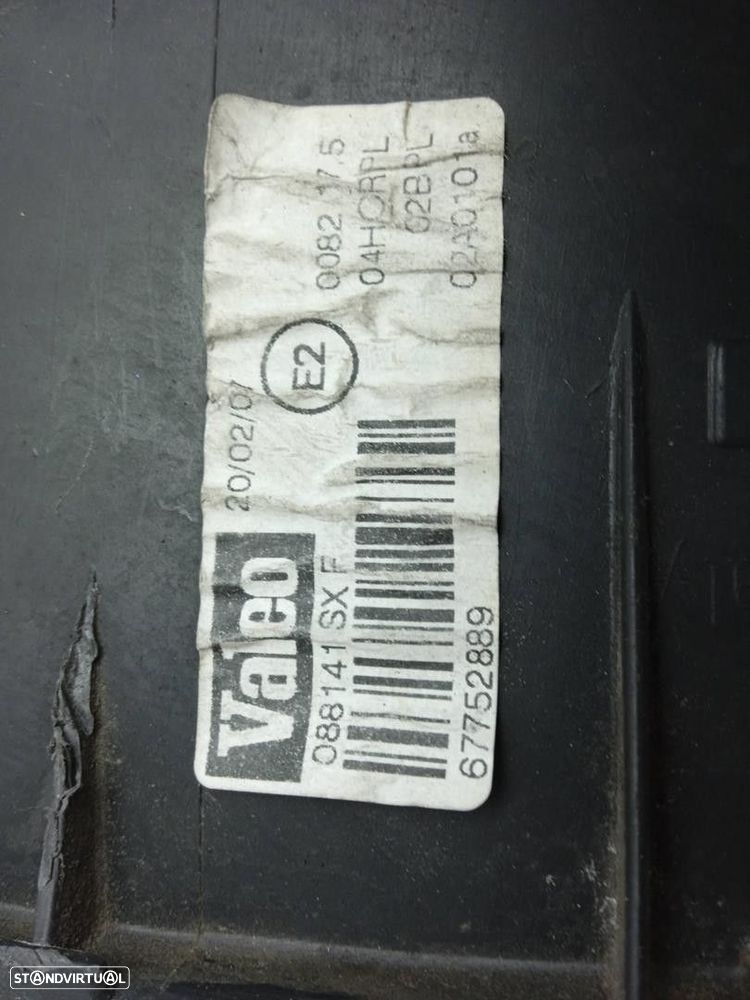 Valeo
20/02/07
E2
0082 17.5
04HCRPL
02BPL
02A0101a
088141 SX F
67752889
STANDVIRTUAL